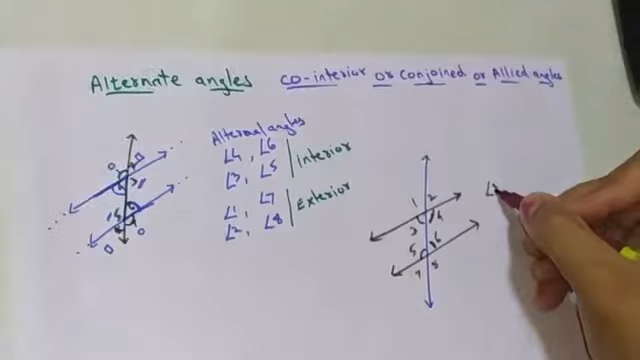 Alternate angles co-interior or conjoined or Allied angles
Alternal angles
∠4, ∠6
∠3, ∠5
Interior
∠1, ∠7
∠2, ∠8
Exterior
1 2
3 4
5 6
7 8